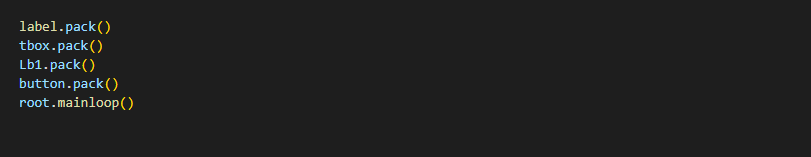 label.pack()
tbox.pack()
Lb1.pack()
button.pack()
root.mainloop()